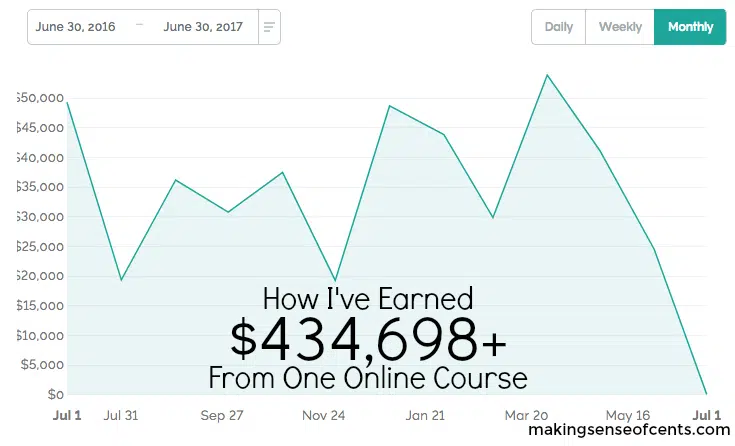 June 30, 2016 – June 30, 2017
Daily Weekly Monthly
$50,000
$45,000
$40,000
$35,000
$30,000
$25,000
$20,000
$15,000
$10,000
$5,000
$0
How I've Earned
$434,698+
From One Online Course
Jul 1 Jul 31 Sep 27 Nov 24 Jan 21 Mar 20 May 16 Jul 1
makingsenseofcents.com